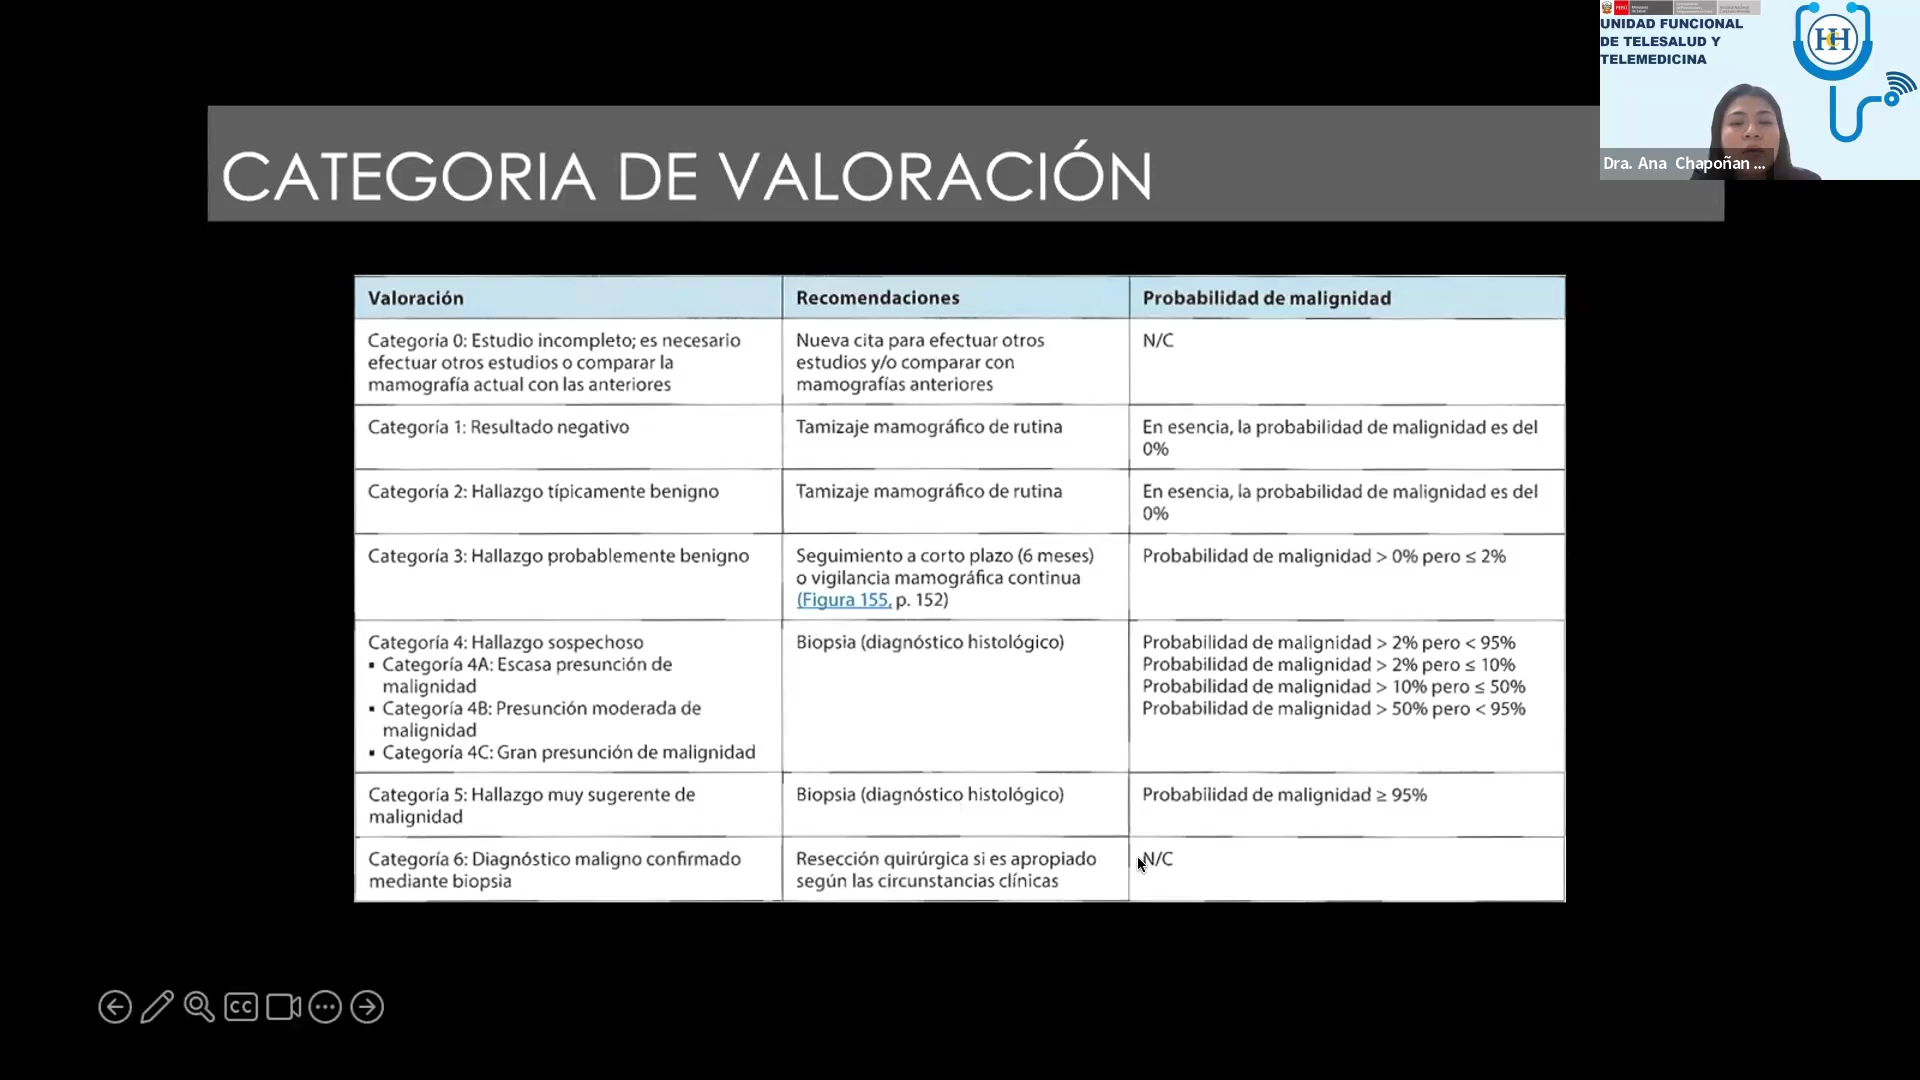 PERÚ
UNIDAD FUNCIONAL
DE TELESALUD Y
TELEMEDICINA
HCH
Dra. Ana Chapoñan ...
CATEGORIA DE VALORACIÓN
Valoración
Recomendaciones
Probabilidad de malignidad
Categoría 0: Estudio incompleto; es necesario
efectuar otros estudios o comparar la
mamografía actual con las anteriores
Nueva cita para efectuar otros
estudios y/o comparar con
mamografías anteriores
N/C
Categoría 1: Resultado negativo
Tamizaje mamográfico de rutina
En esencia, la probabilidad de malignidad es del
0%
Categoría 2: Hallazgo típicamente benigno
Tamizaje mamográfico de rutina
En esencia, la probabilidad de malignidad es del
0%
Categoría 3: Hallazgo probablemente benigno
Seguimiento a corto plazo (6 meses)
o vigilancia mamográfica continua
(Figura 155, p. 152)
Probabilidad de malignidad > 0% pero ≤ 2%
Categoría 4: Hallazgo sospechoso
▪ Categoría 4A: Escasa presunción de
malignidad
▪ Categoría 4B: Presunción moderada de
malignidad
▪ Categoría 4C: Gran presunción de malignidad
Biopsia (diagnóstico histológico)
Probabilidad de malignidad > 2% pero < 95%
Probabilidad de malignidad > 2% pero ≤ 10%
Probabilidad de malignidad > 10% pero ≤ 50%
Probabilidad de malignidad > 50% pero < 95%
Categoría 5: Hallazgo muy sugerente de
malignidad
Biopsia (diagnóstico histológico)
Probabilidad de malignidad ≥ 95%
Categoría 6: Diagnóstico maligno confirmado
mediante biopsia
Resección quirúrgica si es apropiado
según las circunstancias clínicas
N/C
CC